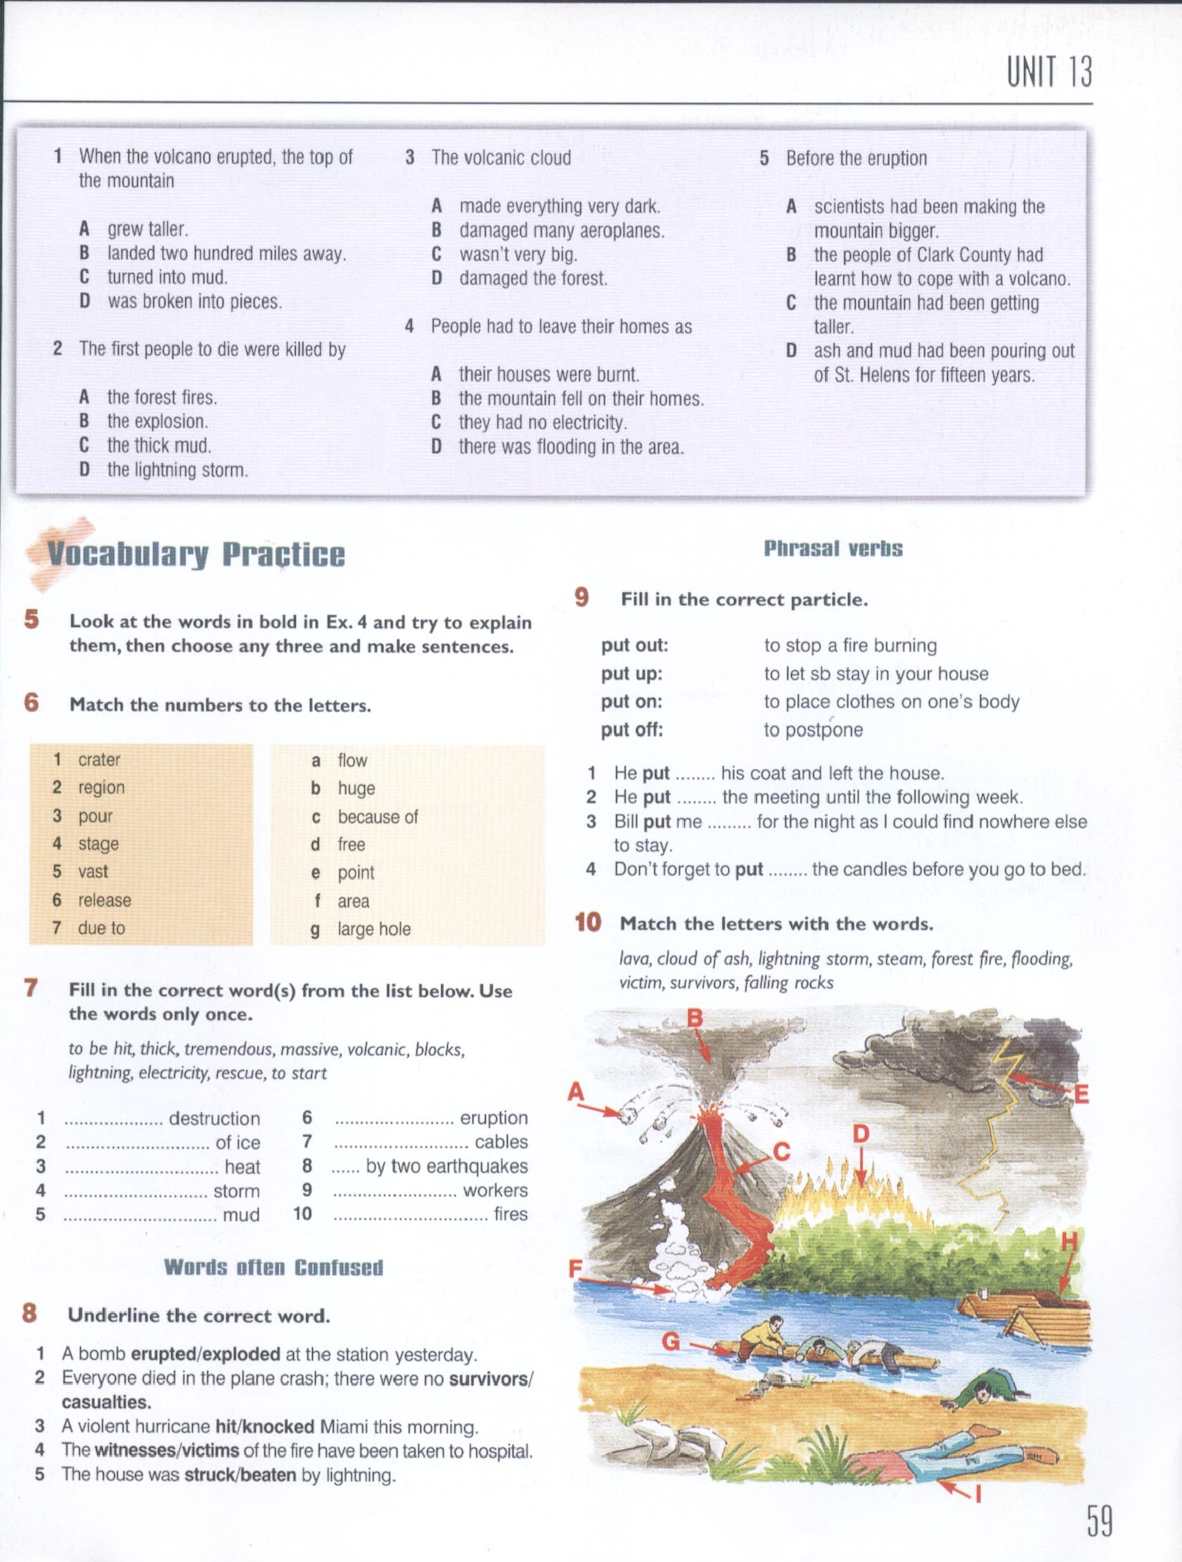 UNIT 13
1 When the volcano erupted, the top of
the mountain
A grew taller.
B landed two hundred miles away.
C turned into mud.
D was broken into pieces.
2 The first people to die were killed by
A the forest fires.
B the explosion.
C the thick mud.
D the lightning storm.
3 The volcanic cloud
A made everything very dark.
B damaged many aeroplanes.
C wasn't very big.
D damaged the forest.
4 People had to leave their homes as
A their houses were burnt.
B the mountain fell on their homes.
C they had no electricity.
D there was flooding in the area.
5 Before the eruption
A scientists had been making the
mountain bigger.
B the people of Clark County had
learnt how to cope with a volcano.
C the mountain had been getting
taller.
D ash and mud had been pouring out
of St. Helens for fifteen years.
Vocabulary Practice
5 Look at the words in bold in Ex. 4 and try to explain
them, then choose any three and make sentences.
6 Match the numbers to the letters.
1 crater
2 region
3 pour
4 stage
5 vast
6 release
7 due to
a flow
b huge
c because of
d free
e point
f area
g large hole
7 Fill in the correct word(s) from the list below. Use
the words only once.
to be hit, thick, tremendous, massive, volcanic, blocks,
lightning, electricity, rescue, to start
1 .................... destruction
2 ............................. of ice
3 ............................... heat
4 ............................. storm
5 ............................... mud
6 ........................ eruption
7 ........................... cables
8 ...... by two earthquakes
9 ......................... workers
10 ............................... fires
Words often Confused
8 Underline the correct word.
1 A bomb erupted/exploded at the station yesterday.
2 Everyone died in the plane crash; there were no survivors/
casualties.
3 A violent hurricane hit/knocked Miami this morning.
4 The witnesses/victims of the fire have been taken to hospital.
5 The house was struck/beaten by lightning.
Phrasal verbs
9 Fill in the correct particle.
put out: to stop a fire burning
put up: to let sb stay in your house
put on: to place clothes on one's body
put off: to postpone
1 He put ........ his coat and left the house.
2 He put ........ the meeting until the following week.
3 Bill put me ......... for the night as I could find nowhere else
to stay.
4 Don't forget to put ........ the candles before you go to bed.
10 Match the letters with the words.
lava, cloud of ash, lightning storm, steam, forest fire, flooding,
victim, survivors, falling rocks
B
A
E
D
C
H
F
G
I
59